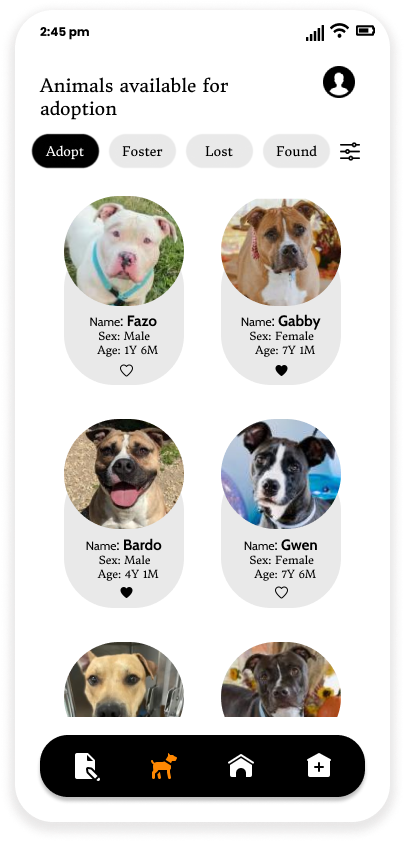 2:45 pm
Animals available for
adoption
Adopt
Foster
Lost
Found
Name: Fazo
Sex: Male
Age: 1Y 6M
Name: Gabby
Sex: Female
Age: 7Y 1M
Name: Bardo
Sex: Male
Age: 4Y 1M
Name: Gwen
Sex: Female
Age: 7Y 6M